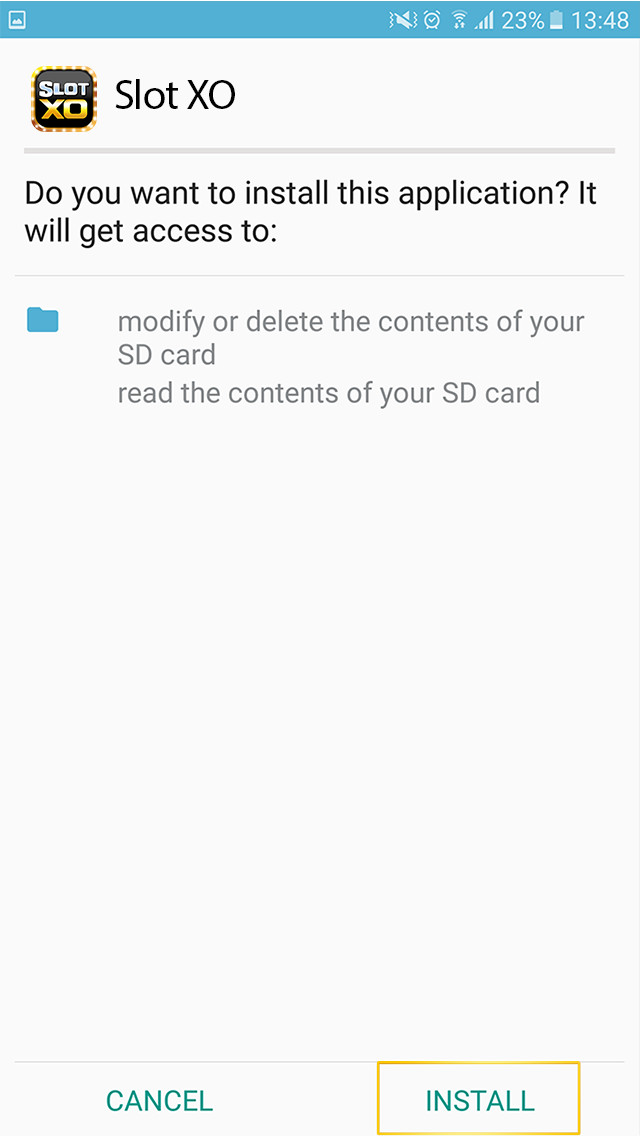 23% 13:48
SLOT
XO
Slot XO
Do you want to install this application? It
will get access to:
modify or delete the contents of your
SD card
read the contents of your SD card
CANCEL INSTALL